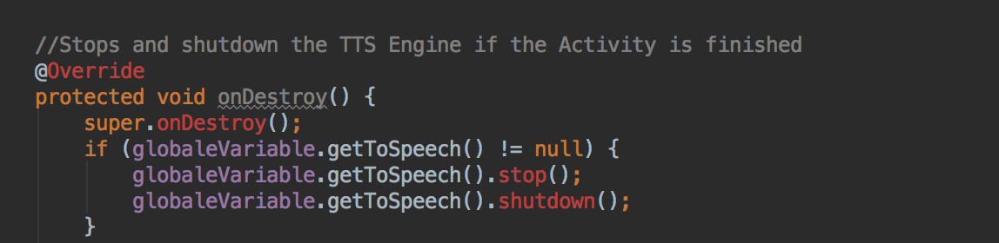 //Stops and shutdown the TTS Engine if the Activity is finished
@Override
protected void onDestroy() {
    super.onDestroy();
    if (globaleVariable.getToSpeech() != null) {
        globaleVariable.getToSpeech().stop();
        globaleVariable.getToSpeech().shutdown();
    }